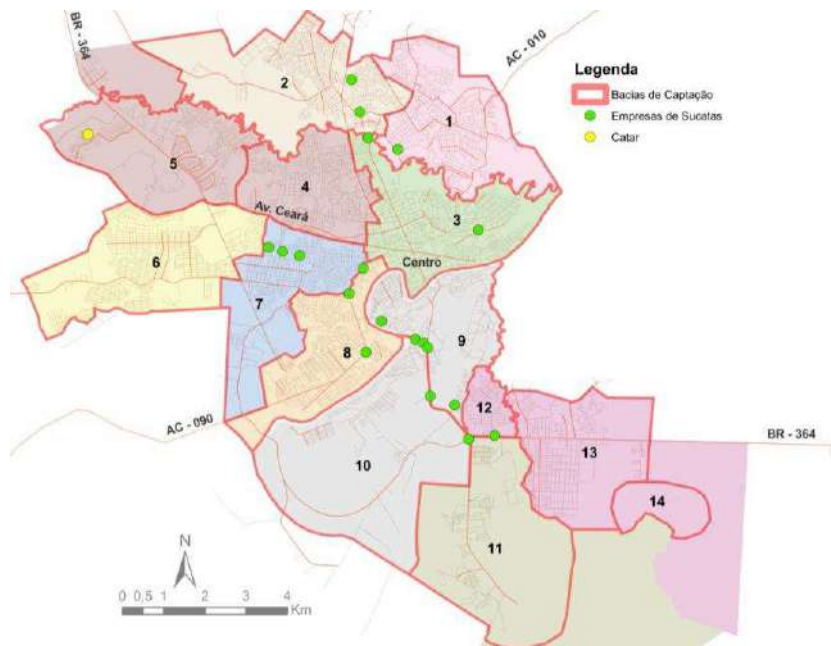 BR - 364
AC - 010
Legenda
Bacias de Captação
Empresas de Sucatas
Catar
2
1
5
4
3
Av. Ceará
Centro
6
7
8
9
12
AC - 090
BR - 364
10
13
14
11
N
0 0,5 1 2 3 4
Km